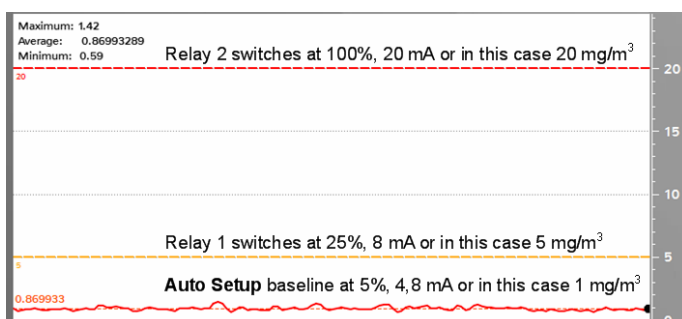 Maximum: 1.42
Average: 0.86993289
Minimum: 0.59
Relay 2 switches at 100%, 20 mA or in this case 20 mg/m³
20
20
15
10
Relay 1 switches at 25%, 8 mA or in this case 5 mg/m³
5
5
Auto Setup baseline at 5%, 4,8 mA or in this case 1 mg/m³
0.869933
0